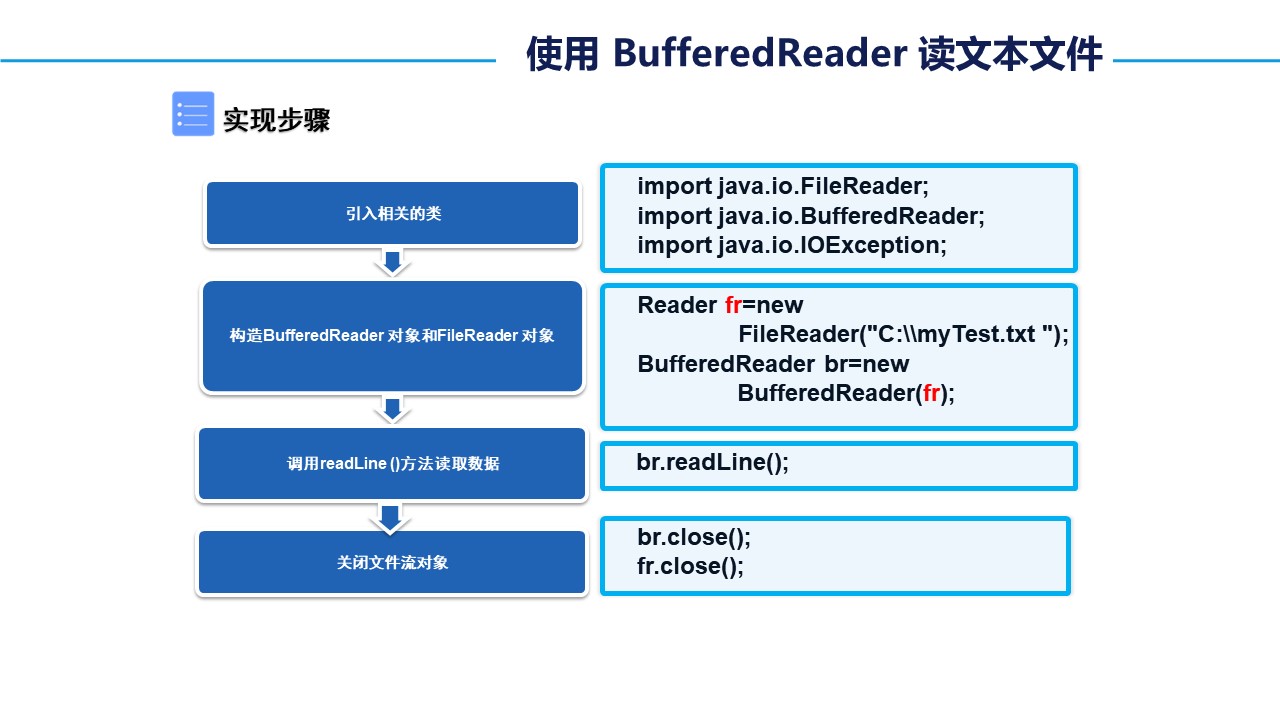 使用 BufferedReader 读文本文件
实现步骤
引入相关的类
import java.io.FileReader;
import java.io.BufferedReader;
import java.io.IOException;
构造BufferedReader 对象和FileReader 对象
Reader fr=new
FileReader("C:\\myTest.txt ");
BufferedReader br=new
BufferedReader(fr);
调用readLine ()方法读取数据
br.readLine();
关闭文件流对象
br.close();
fr.close();